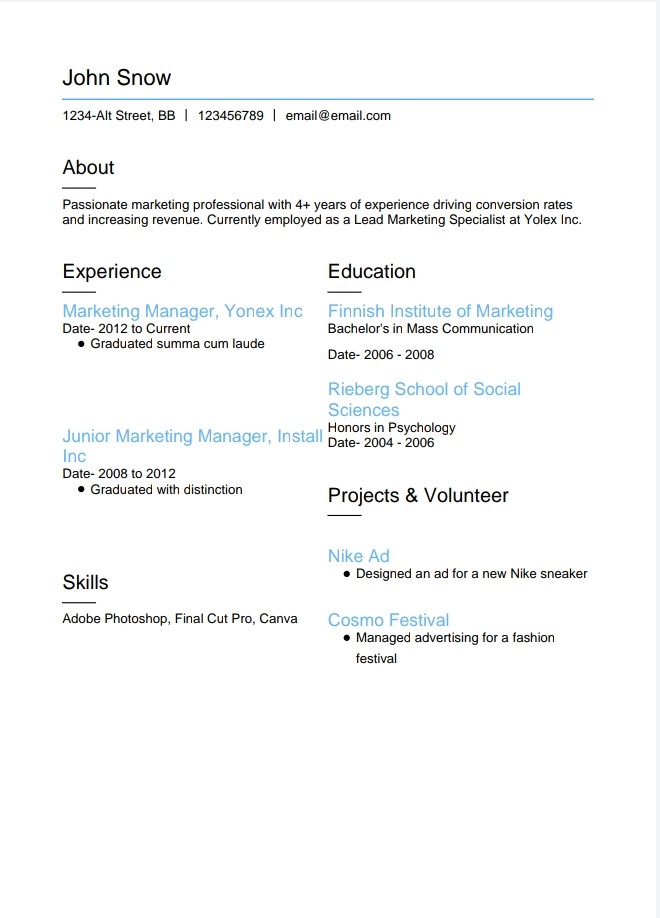 John Snow
1234-Alt Street, BB | 123456789 | email@email.com
About
Passionate marketing professional with 4+ years of experience driving conversion rates
and increasing revenue. Currently employed as a Lead Marketing Specialist at Yolex Inc.
Experience
Marketing Manager, Yonex Inc
Date- 2012 to Current
● Graduated summa cum laude
Junior Marketing Manager, Install
Inc
Date- 2008 to 2012
● Graduated with distinction
Skills
Adobe Photoshop, Final Cut Pro, Canva
Education
Finnish Institute of Marketing
Bachelor's in Mass Communication
Date- 2006 - 2008
Rieberg School of Social
Sciences
Honors in Psychology
Date- 2004 - 2006
Projects & Volunteer
Nike Ad
● Designed an ad for a new Nike sneaker
Cosmo Festival
● Managed advertising for a fashion
festival